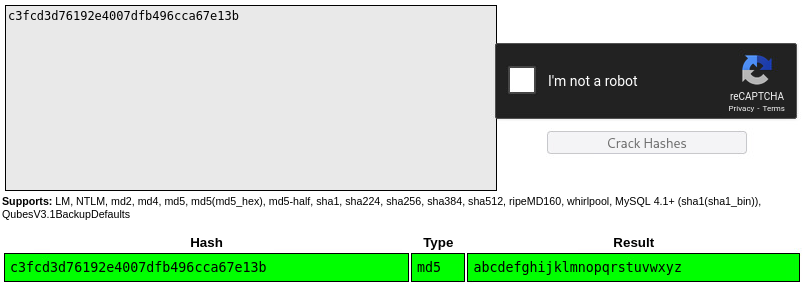 c3fcd3d76192e4007dfb496cca67e13b
I'm not a robot
reCAPTCHA
Privacy - Terms
Crack Hashes
Supports: LM, NTLM, md2, md4, md5, md5(md5_hex), md5-half, sha1, sha224, sha256, sha384, sha512, ripeMD160, whirlpool, MySQL 4.1+ (sha1(sha1_bin)),
QubesV3.1BackupDefaults
Hash Type Result
c3fcd3d76192e4007dfb496cca67e13b md5 abcdefghijklmnopqrstuvwxyz